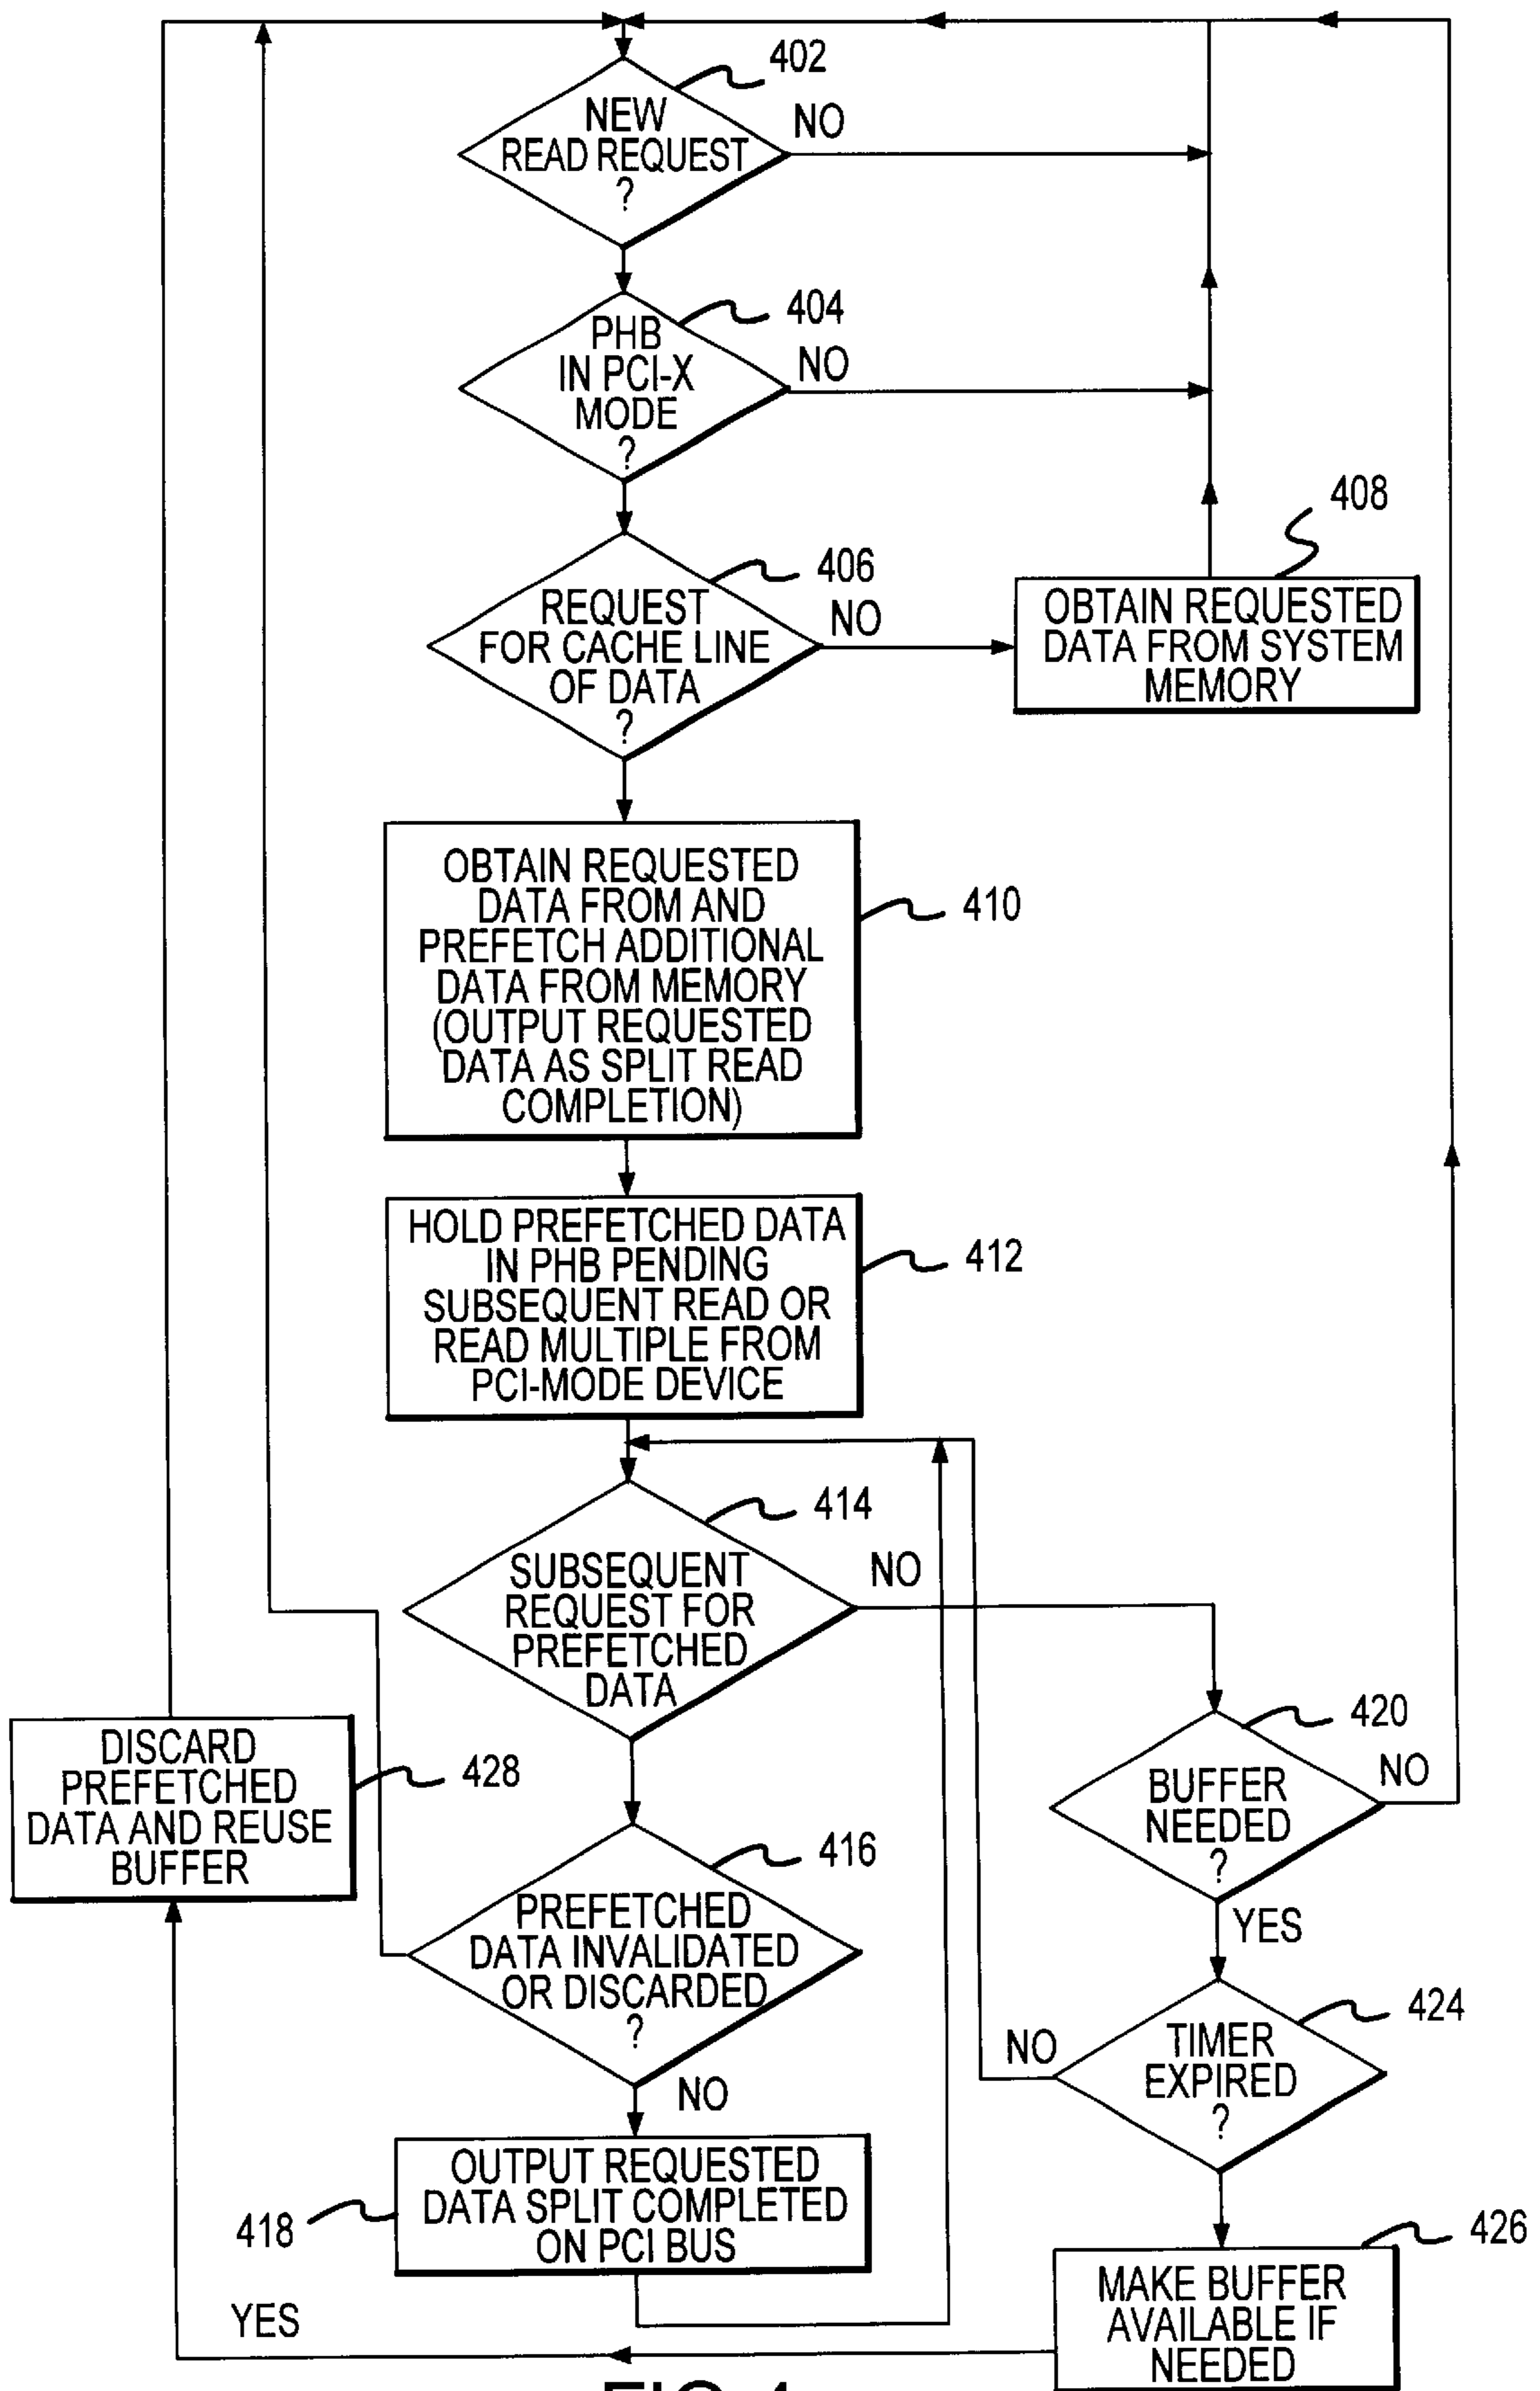 402
NEW
READ REQUEST
?
NO
404
PHB
IN PCI-X
MODE
?
NO
406
REQUEST
FOR CACHE LINE
OF DATA
?
NO
408
OBTAIN REQUESTED
DATA FROM SYSTEM
MEMORY
OBTAIN REQUESTED
DATA FROM AND
PREFETCH ADDITIONAL
DATA FROM MEMORY
(OUTPUT REQUESTED
DATA AS SPLIT READ
COMPLETION)
410
HOLD PREFETCHED DATA
IN PHB PENDING
SUBSEQUENT READ OR
READ MULTIPLE FROM
PCI-MODE DEVICE
412
414
SUBSEQUENT
REQUEST FOR
PREFETCHED
DATA
NO
420
BUFFER
NEEDED
?
NO
YES
DISCARD
PREFETCHED
DATA AND REUSE
BUFFER
428
416
PREFETCHED
DATA INVALIDATED
OR DISCARDED
?
NO
424
TIMER
EXPIRED
?
NO
OUTPUT REQUESTED
DATA SPLIT COMPLETED
ON PCI BUS
418
426
MAKE BUFFER
AVAILABLE IF
NEEDED
YES